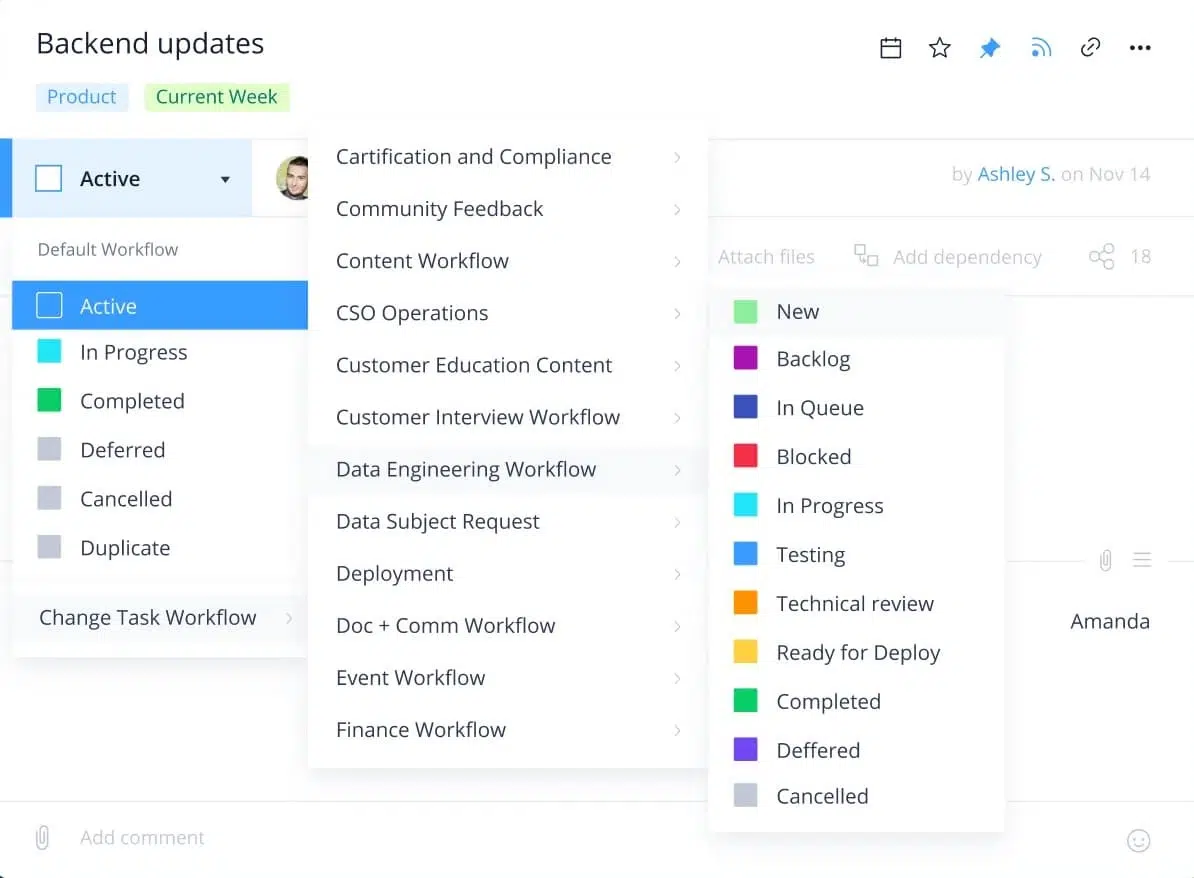 Backend updates
Product
Current Week
Active
by Ashley S. on Nov 14
Attach files
Add dependency
18
Default Workflow
Active
In Progress
Completed
Deferred
Cancelled
Duplicate
Change Task Workflow
Cartification and Compliance
Community Feedback
Content Workflow
CSO Operations
Customer Education Content
Customer Interview Workflow
Data Engineering Workflow
Data Subject Request
Deployment
Doc + Comm Workflow
Event Workflow
Finance Workflow
New
Backlog
In Queue
Blocked
In Progress
Testing
Technical review
Ready for Deploy
Completed
Deffered
Cancelled
Amanda
Add comment